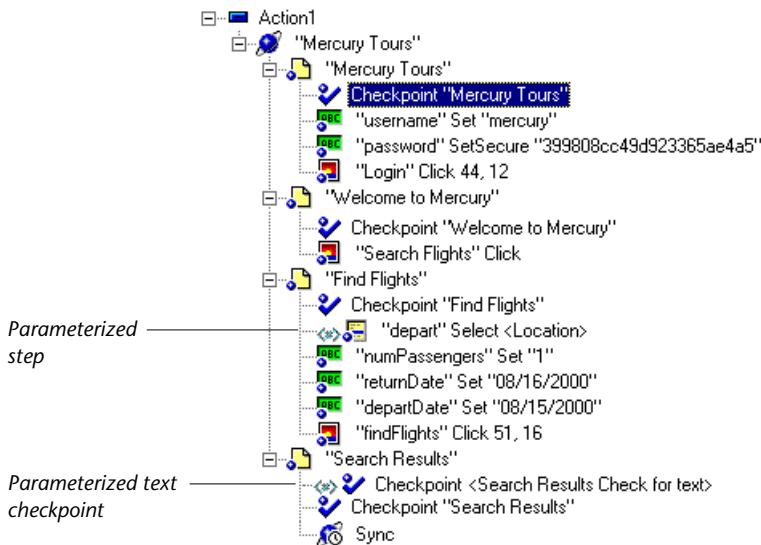 Action1
"Mercury Tours"
"Mercury Tours"
Checkpoint "Mercury Tours"
"username" Set "mercury"
"password" SetSecure "399808cc49d923365ae4a5"
"Login" Click 44, 12
"Welcome to Mercury"
Checkpoint "Welcome to Mercury"
"Search Flights" Click
"Find Flights"
Checkpoint "Find Flights"
Parameterized step
"depart" Select <Location>
"numPassengers" Set "1"
"returnDate" Set "08/16/2000"
"departDate" Set "08/15/2000"
"findFlights" Click 51, 16
"Search Results"
Parameterized text checkpoint
Checkpoint <Search Results Check for text>
Checkpoint "Search Results"
Sync